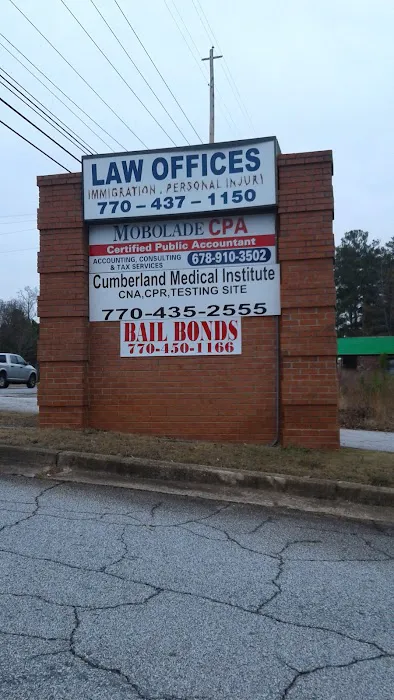 LAW OFFICES
IMMIGRATION, PERSONAL INJURY
770-437-1150
MOBOLADE CPA
Certified Public Accountant
ACCOUNTING, CONSULTING
& TAX SERVICES
678-910-3502
Cumberland Medical Institute
CNA,CPR,TESTING SITE
770-435-2555
BAIL BONDS
770-450-1166